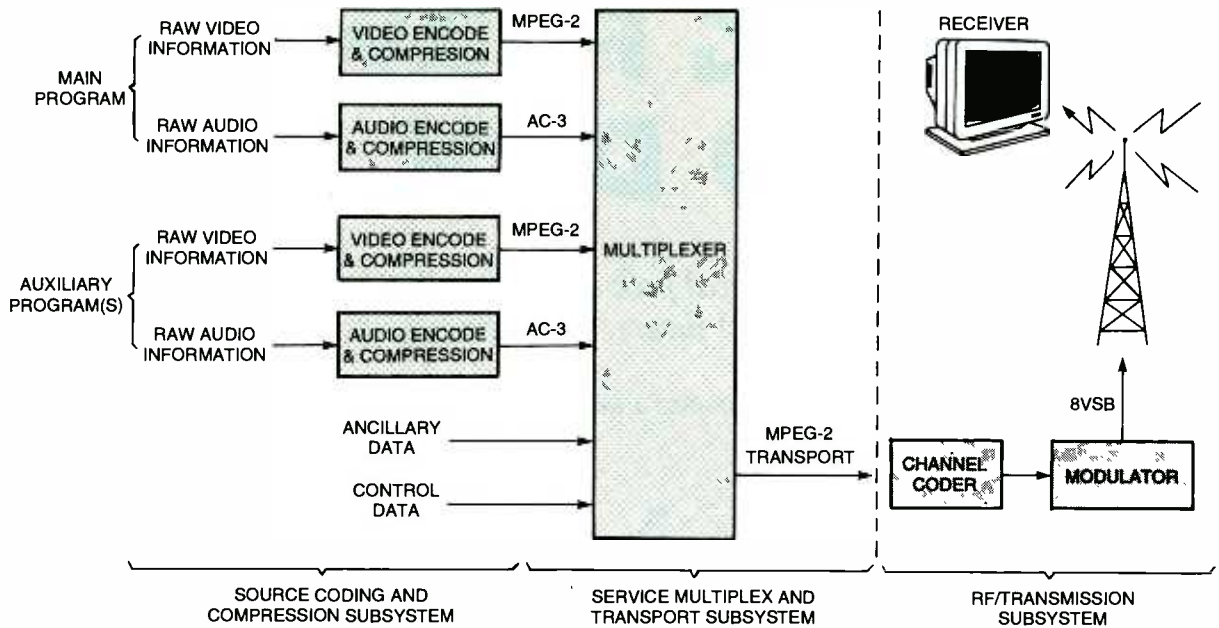 RAW VIDEO
INFORMATION
VIDEO ENCODE
& COMPRESION
MPEG-2
MAIN
PROGRAM
RAW AUDIO
INFORMATION
AUDIO ENCODE
& COMPRESSION
AC-3
RAW VIDEO
INFORMATION
VIDEO ENCODE
& COMPRESSION
MPEG-2
AUXILIARY
PROGRAM(S)
RAW AUDIO
INFORMATION
AUDIO ENCODE
& COMPRESSION
AC-3
ANCILLARY
DATA
CONTROL
DATA
MULTIPLEXER
MPEG-2
TRANSPORT
RECEIVER
8VSB
CHANNEL
CODER
MODULATOR
SOURCE CODING AND
COMPRESSION SUBSYSTEM
SERVICE MULTIPLEX AND
TRANSPORT SUBSYSTEM
RF/TRANSMISSION
SUBSYSTEM